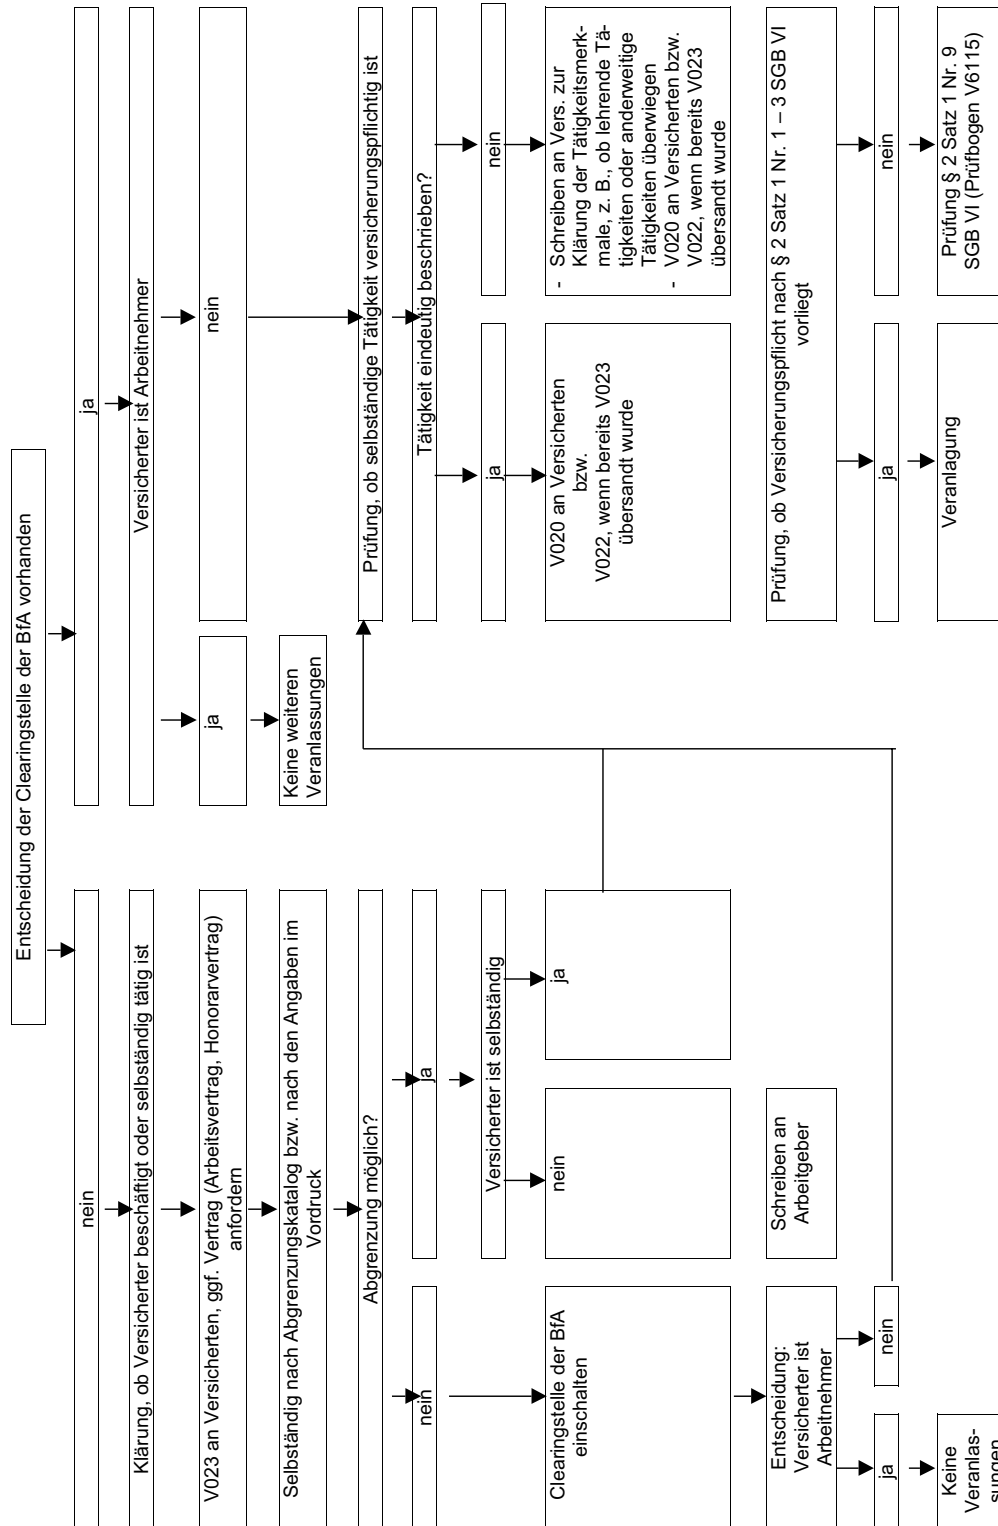 Entscheidung der Clearingstelle der BfA vorhanden
nein
ja
Klärung, ob Versicherter beschäftigt oder selbständig tätig ist
Versicherter ist Arbeitnehmer
V023 an Versicherten, ggf. Vertrag (Arbeitsvertrag, Honorarvertrag)
anfordern
ja
nein
Selbständig nach Abgrenzungskatalog bzw. nach den Angaben im
Vordruck
Keine weiteren
Veranlassungen
Abgrenzung möglich?
Prüfung, ob selbständige Tätigkeit versicherungspflichtig ist
nein
ja
Tätigkeit eindeutig beschrieben?
Versicherter ist selbständig
ja
nein
Clearingstelle der BfA
einschalten
nein
ja
V020 an Versicherten
bzw.
V022, wenn bereits V023
übersandt wurde
- Schreiben an Vers. zur
Klärung der Tätigkeitsmerk-
male, z. B., ob lehrende Tä-
tigkeiten oder anderweitige
Tätigkeiten überwiegen
- V020 an Versicherten bzw.
V022, wenn bereits V023
übersandt wurde
Entscheidung:
Versicherter ist
Arbeitnehmer
Schreiben an
Arbeitgeber
Prüfung, ob Versicherungspflicht nach § 2 Satz 1 Nr. 1 – 3 SGB VI
vorliegt
ja
nein
ja
nein
Keine
Veranlas-
sungen
Veranlagung
Prüfung § 2 Satz 1 Nr. 9
SGB VI (Prüfbogen V6115)